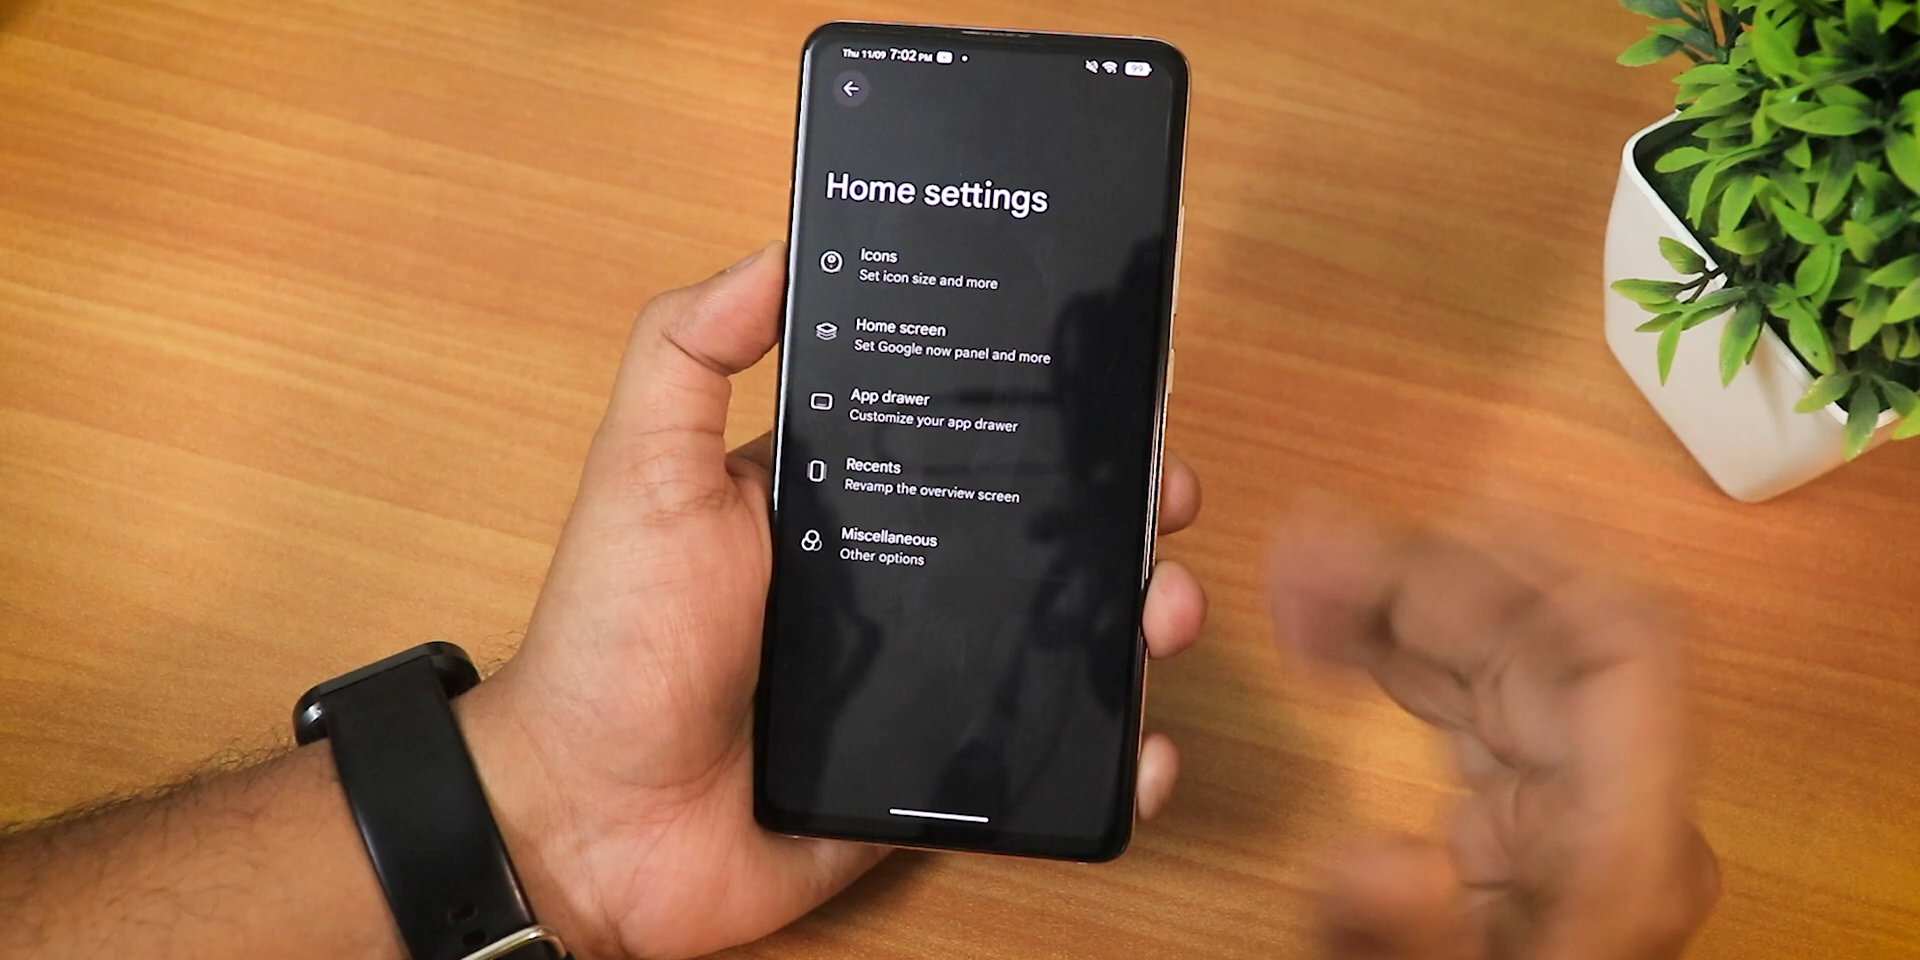 Thu 11/09 7:02 PM
99
Home settings
Icons
Set icon size and more
Home screen
Set Google now panel and more
App drawer
Customize your app drawer
Recents
Revamp the overview screen
Miscellaneous
Other options